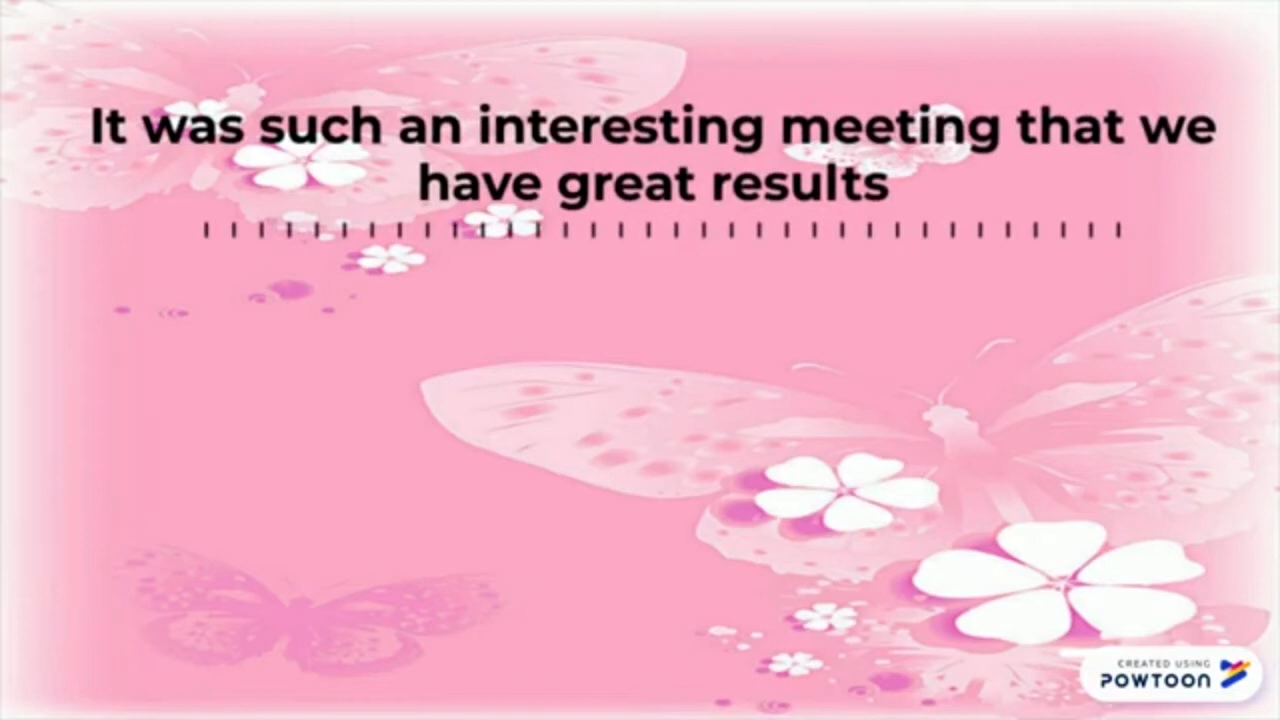 It was such an interesting meeting that we
have great results
CREATED USING
POWTOON